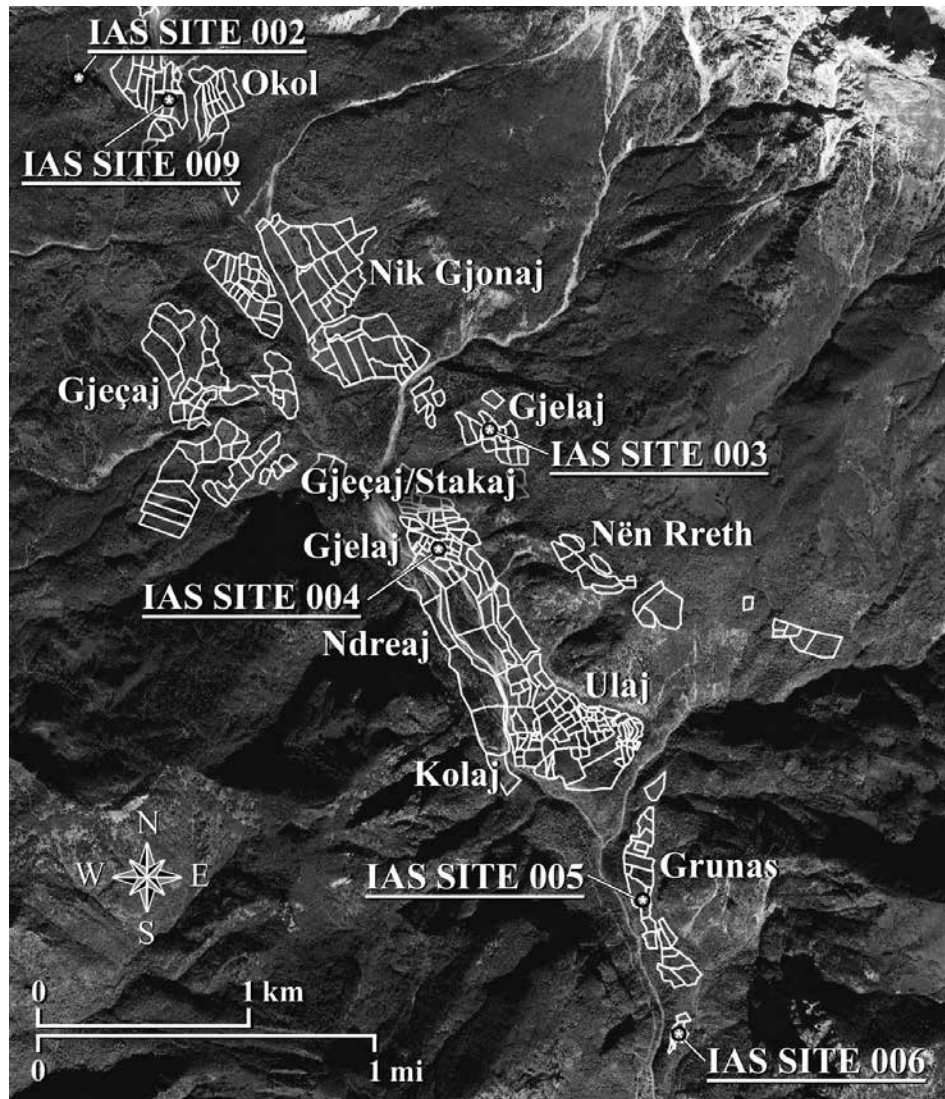 IAS SITE 002
Okol
IAS SITE 009
Nik Gjonaj
Gjeçaj
Gjelaj
IAS SITE 003
Gjeçaj/Stakaj
Gjelaj
Nën Rreth
IAS SITE 004
Ndreaj
Ulaj
Kolaj
N
W E
S
IAS SITE 005
Grunas
0 1 km
0 1 mi
IAS SITE 006